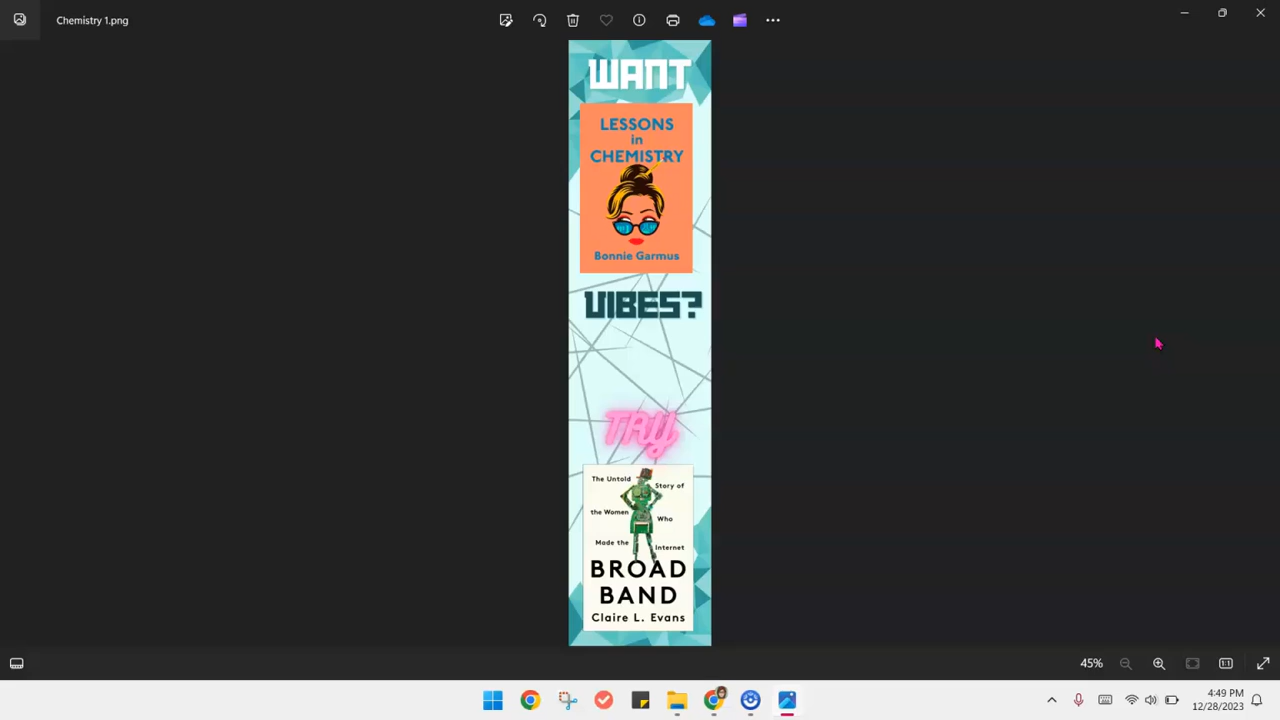 Chemistry 1.png
WANT
LESSONS
in
CHEMISTRY
Bonnie Garmus
VIBES?
TRY
The Untold Story of
the Women Who
Made the Internet
BROAD
BAND
Claire L. Evans
45%
4:49 PM
12/28/2023